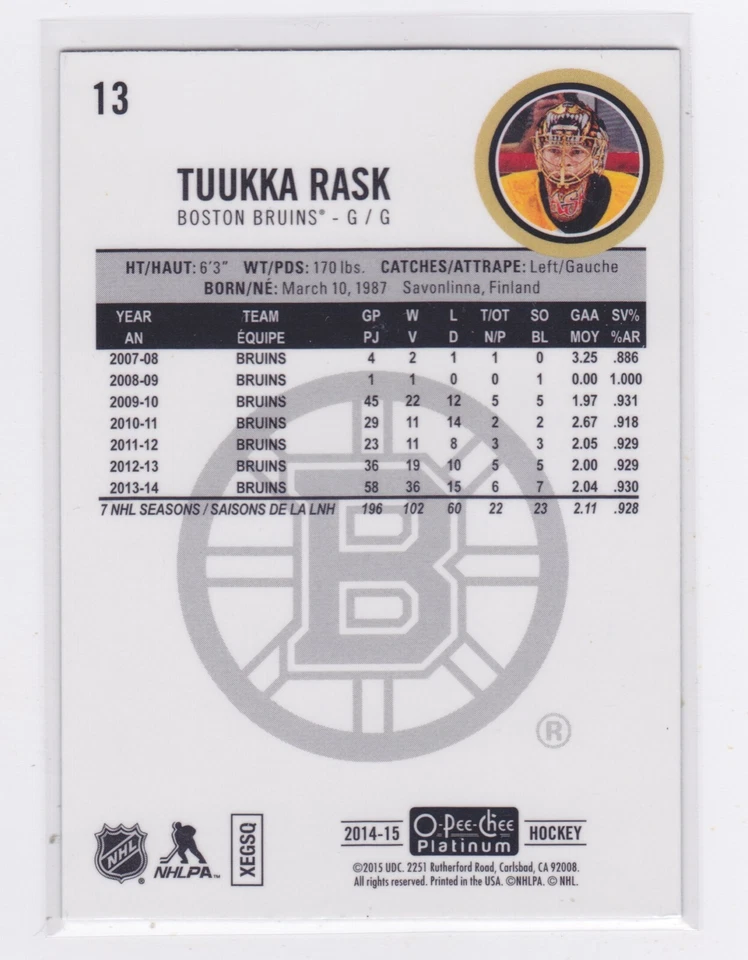 13
TUUKKA RASK
BOSTON BRUINS® - G / G
HT/HAUT: 6'3" WT/PDS: 170 lbs. CATCHES/ATTRAPE: Left/Gauche
BORN/NÉ: March 10, 1987 Savonlinna, Finland
YEAR TEAM GP W L T/OT SO GAA SV%
AN ÉQUIPE PJ V D N/P BL MOY %AR
2007-08 BRUINS 4 2 1 1 0 3.25 .886
2008-09 BRUINS 1 1 0 0 1 0.00 1.000
2009-10 BRUINS 45 22 12 5 5 1.97 .931
2010-11 BRUINS 29 11 14 2 2 2.67 .918
2011-12 BRUINS 23 11 8 3 3 2.05 .929
2012-13 BRUINS 36 19 10 5 5 2.00 .929
2013-14 BRUINS 58 36 15 6 7 2.04 .930
7 NHL SEASONS / SAISONS DE LA LNH 196 102 60 22 23 2.11 .928
B
®
NHL ®
NHLPA™
XEGSQ
2014-15 O-Pee-Chee Platinum HOCKEY
©2015 UDC. 2251 Rutherford Road, Carlsbad, CA 92008.
All rights reserved. Printed in the USA. ©NHLPA. © NHL.